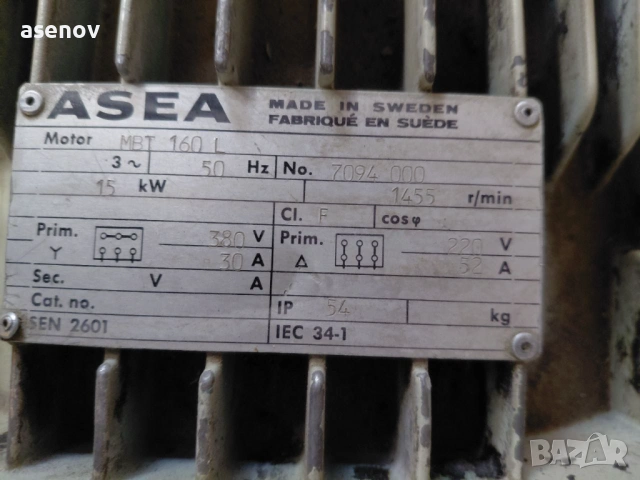 asenov
ASEA MADE IN SWEDEN
FABRIQUÉ EN SUÈDE
Motor MBT 160 L
3~ 50 Hz No. 7094 000
15 kW 1455 r/min
Cl. F cosφ
Prim. 380 V Prim. 220 V
Y 30 A Δ 52 A
Sec. V A
Cat. no. IP 54 kg
SEN 2601 IEC 34-1
BAZAR